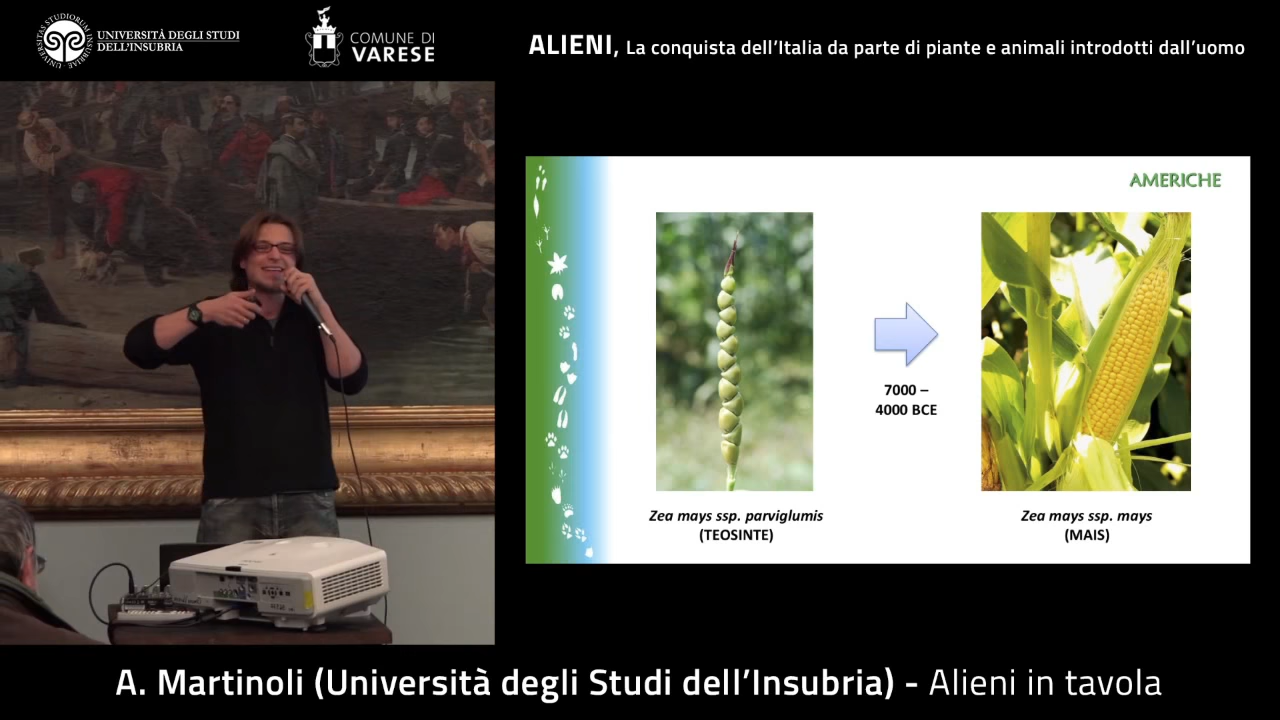 UNIVERSITÀ DEGLI STUDI
DELL'INSUBRIA
COMUNE DI
VARESE
ALIENI, La conquista dell'Italia da parte di piante e animali introdotti dall'uomo
AMERICHE
7000 –
4000 BCE
Zea mays ssp. parviglumis
(TEOSINTE)
Zea mays ssp. mays
(MAIS)
A. Martinoli (Università degli Studi dell'Insubria) - Alieni in tavola